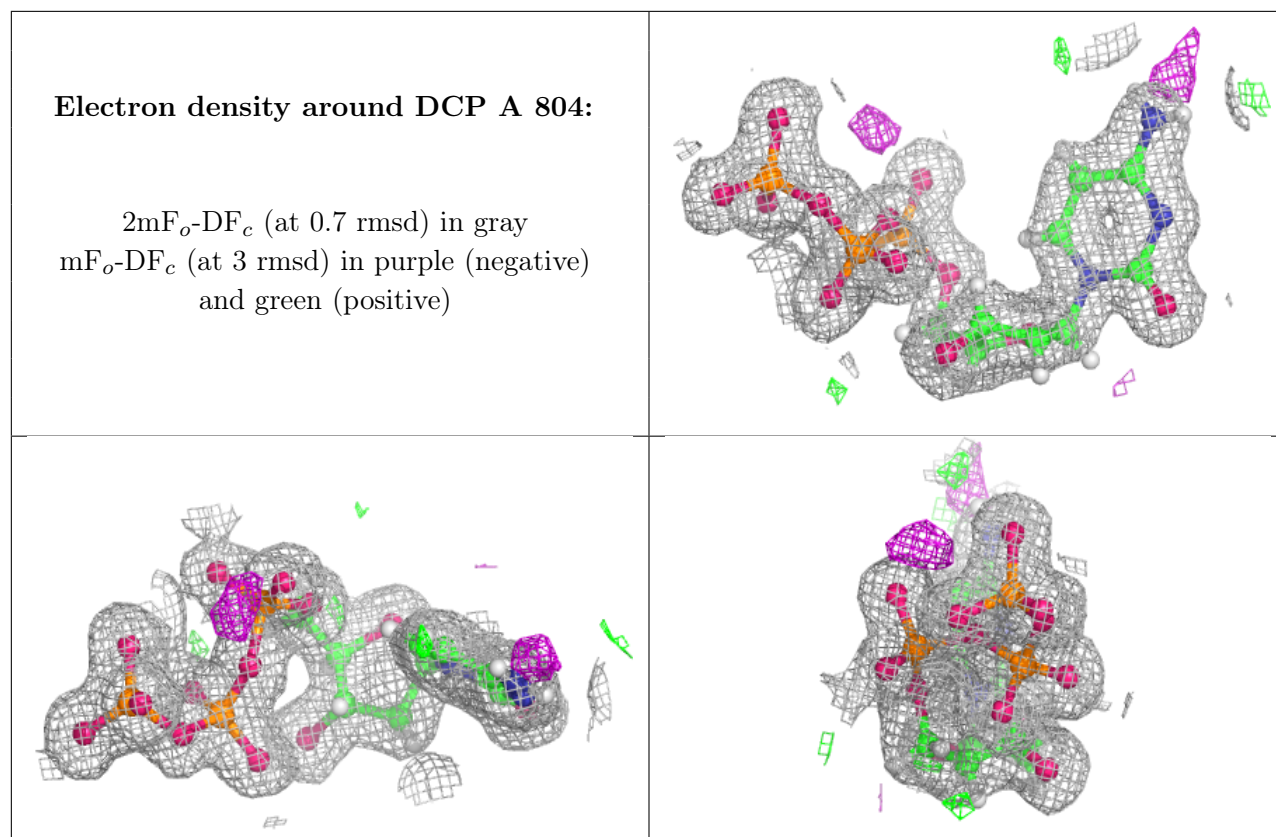 Electron density around DCP A 804:
2mFo-DFc (at 0.7 rmsd) in gray
mFo-DFc (at 3 rmsd) in purple (negative)
and green (positive)